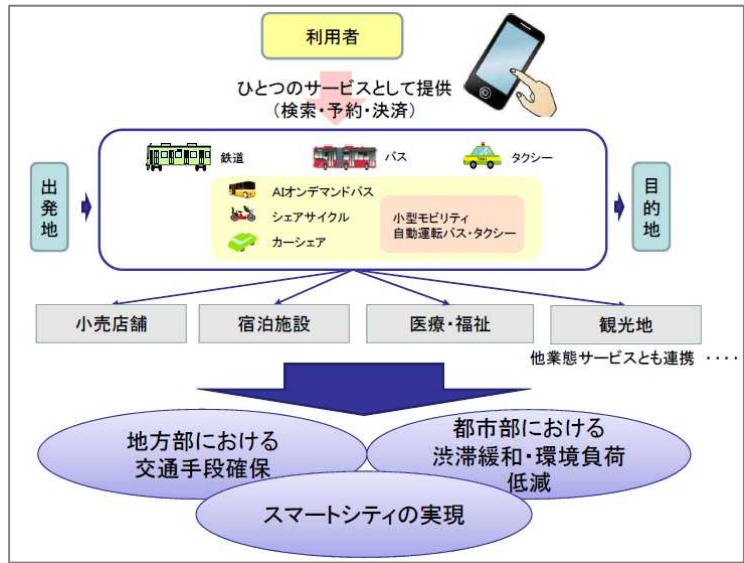 利用者
ひとつのサービスとして提供
(検索・予約・決済)
鉄道
バス
タクシー
出発地
AIオンデマンドバス
シェアサイクル
カーシェア
小型モビリティ
自動運転バス・タクシー
目的地
小売店舗
宿泊施設
医療・福祉
観光地
他業態サービスとも連携 ････
地方部における
交通手段確保
都市部における
渋滞緩和・環境負荷
低減
スマートシティの実現